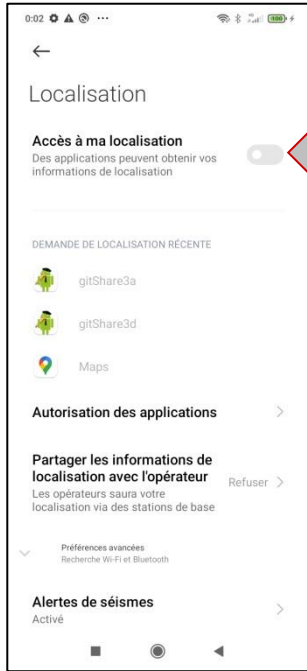 0:02
100
Localisation
Accès à ma localisation
Des applications peuvent obtenir vos
informations de localisation
DEMANDE DE LOCALISATION RÉCENTE
gitShare3a
gitShare3d
Maps
Autorisation des applications
Partager les informations de
localisation avec l'opérateur
Refuser
Les opérateurs saura votre
localisation via des stations de base
Préférences avancées
Recherche Wi-Fi et Bluetooth
Alertes de séismes
Activé